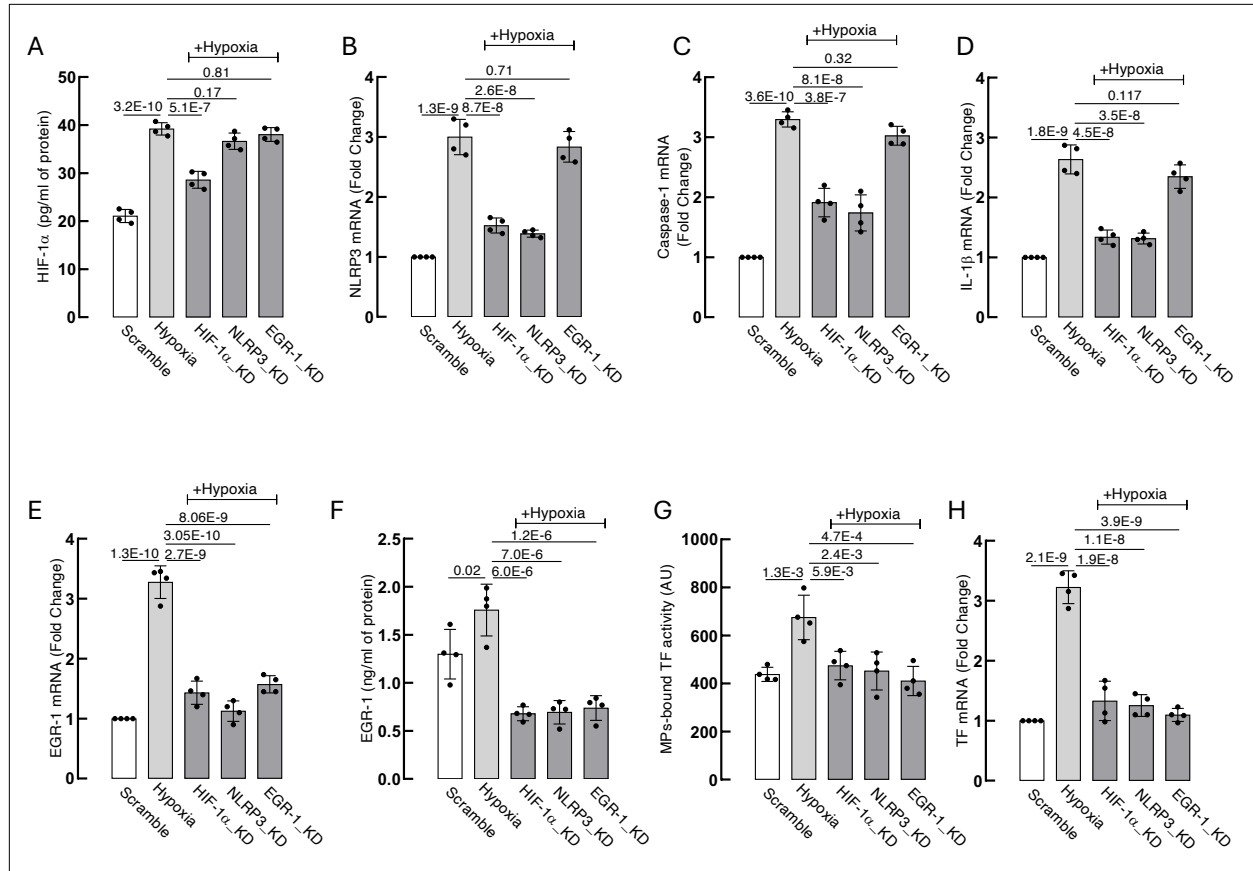 A
+Hypoxia
0.81
0.17
3.2E-10 5.1E-7
HIF-1α (pg/ml of protein)
50
40
30
20
10
0
Scramble
Hypoxia
HIF-1α_KD
NLRP3_KD
EGR-1_KD
B
+Hypoxia
0.71
2.6E-8
1.3E-9 8.7E-8
NLRP3 mRNA (Fold Change)
4
3
2
1
0
Scramble
Hypoxia
HIF-1α_KD
NLRP3_KD
EGR-1_KD
C
+Hypoxia
0.32
8.1E-8
3.6E-10 3.8E-7
Caspase-1 mRNA
(Fold Change)
4
3
2
1
0
Scramble
Hypoxia
HIF-1α_KD
NLRP3_KD
EGR-1_KD
D
+Hypoxia
0.117
3.5E-8
1.8E-9 4.5E-8
IL-1β mRNA (Fold Change)
4
3
2
1
0
Scramble
Hypoxia
HIF-1α_KD
NLRP3_KD
EGR-1_KD
E
+Hypoxia
8.06E-9
3.05E-10
1.3E-10 2.7E-9
EGR-1 mRNA (Fold Change)
4
3
2
1
0
Scramble
Hypoxia
HIF-1α_KD
NLRP3_KD
EGR-1_KD
F
+Hypoxia
1.2E-6
7.0E-6
0.02 6.0E-6
EGR-1 (ng/ml of protein)
2.5
2.0
1.5
1.0
0.5
0.0
Scramble
Hypoxia
HIF-1α_KD
NLRP3_KD
EGR-1_KD
G
+Hypoxia
4.7E-4
2.4E-3
1.3E-3 5.9E-3
MPs-bound TF activity (AU)
1000
800
600
400
200
0
Scramble
Hypoxia
HIF-1α_KD
NLRP3_KD
EGR-1_KD
H
+Hypoxia
3.9E-9
1.1E-8
2.1E-9 1.9E-8
TF mRNA (Fold Change)
4
3
2
1
0
Scramble
Hypoxia
HIF-1α_KD
NLRP3_KD
EGR-1_KD